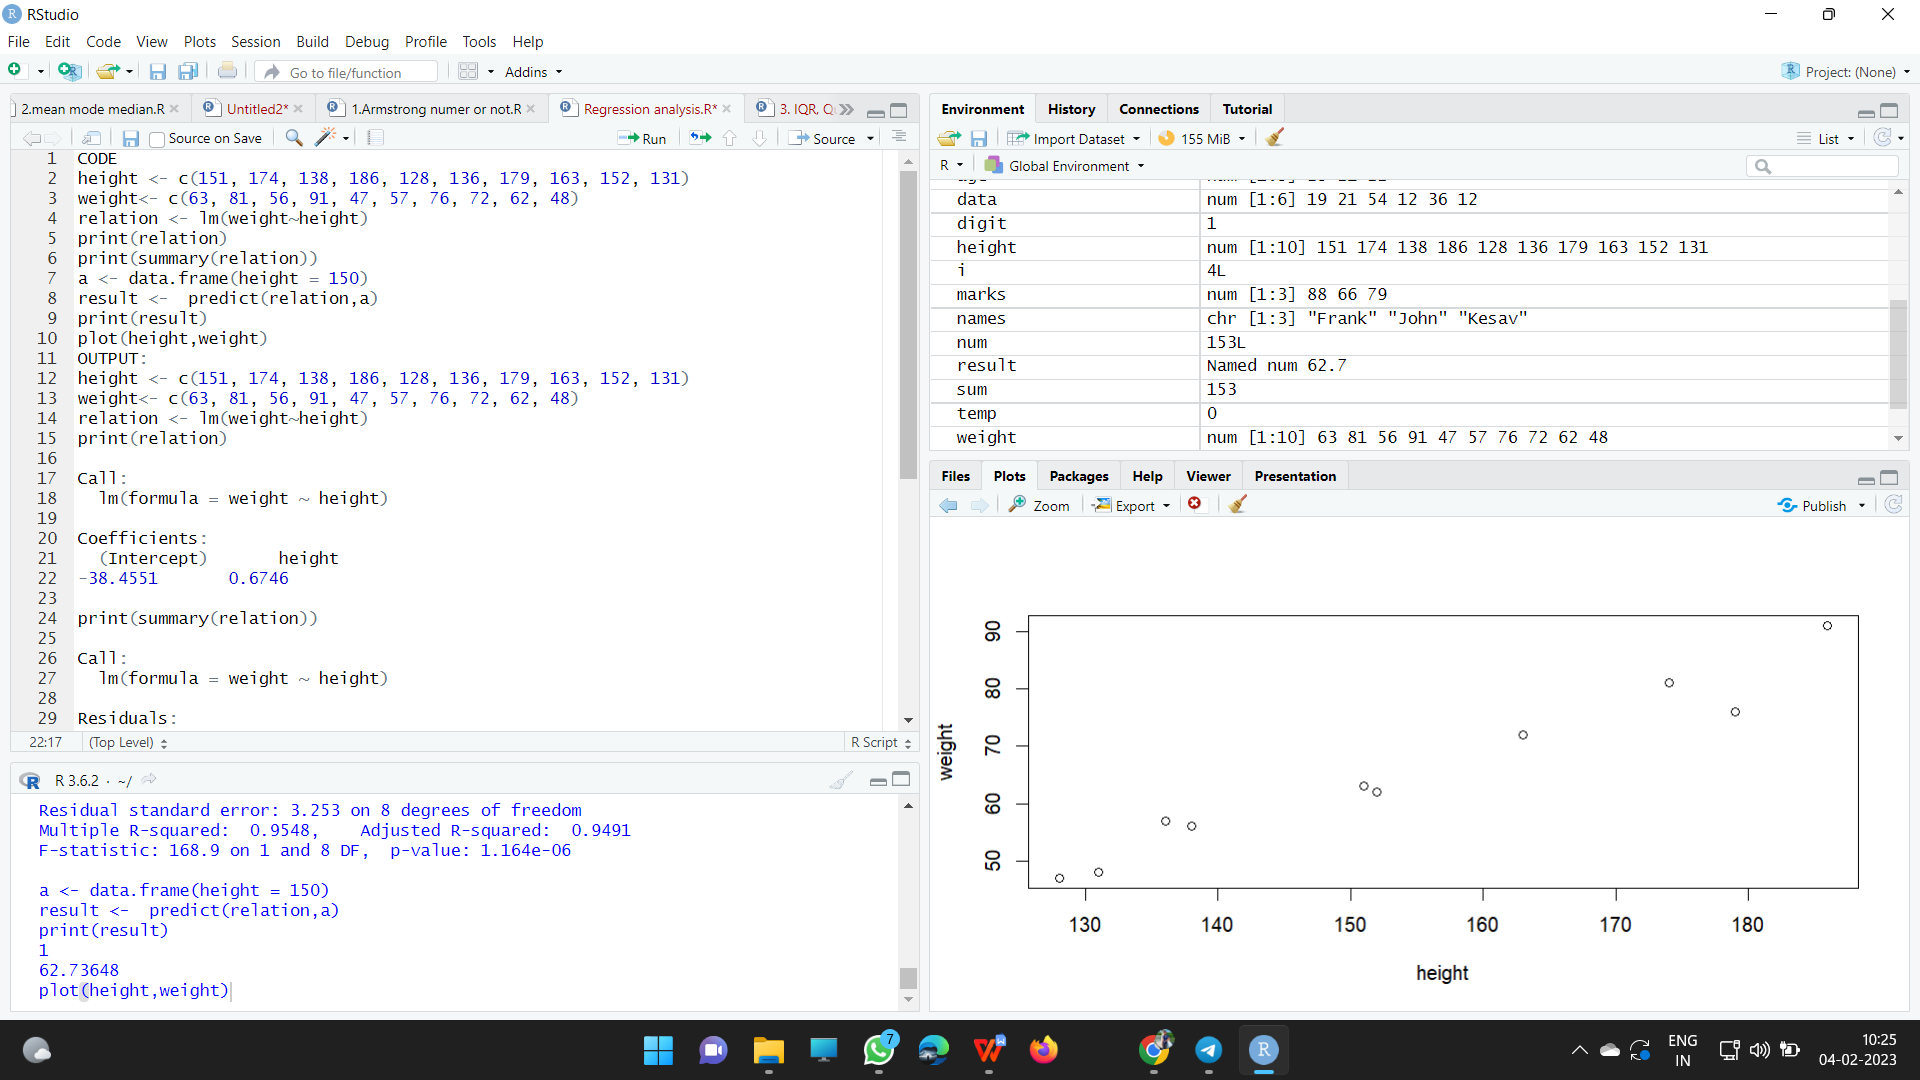 RStudio
File Edit Code View Plots Session Build Debug Profile Tools Help
Go to file/function Addins Project: (None)
2.mean mode median.R Untitled2* 1.Armstrong numer or not.R Regression analysis.R* 3. IQR, Q
Source on Save Run Source
1 CODE
2 height <- c(151, 174, 138, 186, 128, 136, 179, 163, 152, 131)
3 weight<- c(63, 81, 56, 91, 47, 57, 76, 72, 62, 48)
4 relation <- lm(weight~height)
5 print(relation)
6 print(summary(relation))
7 a <- data.frame(height = 150)
8 result <-  predict(relation,a)
9 print(result)
10 plot(height,weight)
11 OUTPUT:
12 height <- c(151, 174, 138, 186, 128, 136, 179, 163, 152, 131)
13 weight<- c(63, 81, 56, 91, 47, 57, 76, 72, 62, 48)
14 relation <- lm(weight~height)
15 print(relation)
16
17 Call:
18   lm(formula = weight ~ height)
19
20 Coefficients:
21   (Intercept)       height
22 -38.4551       0.6746
23
24 print(summary(relation))
25
26 Call:
27   lm(formula = weight ~ height)
28
29 Residuals:
22:17 (Top Level) R Script
R 3.6.2 · ~/
Residual standard error: 3.253 on 8 degrees of freedom
Multiple R-squared:  0.9548,    Adjusted R-squared:  0.9491
F-statistic: 168.9 on 1 and 8 DF,  p-value: 1.164e-06
a <- data.frame(height = 150)
result <-  predict(relation,a)
print(result)
1
62.73648
plot(height,weight)
Environment History Connections Tutorial
Import Dataset 155 MiB List
R Global Environment
data num [1:6] 19 21 54 12 36 12
digit 1
height num [1:10] 151 174 138 186 128 136 179 163 152 131
i 4L
marks num [1:3] 88 66 79
names chr [1:3] "Frank" "John" "Kesav"
num 153L
result Named num 62.7
sum 153
temp 0
weight num [1:10] 63 81 56 91 47 57 76 72 62 48
Files Plots Packages Help Viewer Presentation
Zoom Export Publish
weight
90
80
70
60
50
130 140 150 160 170 180
height
7
R
ENG
IN
10:25
04-02-2023